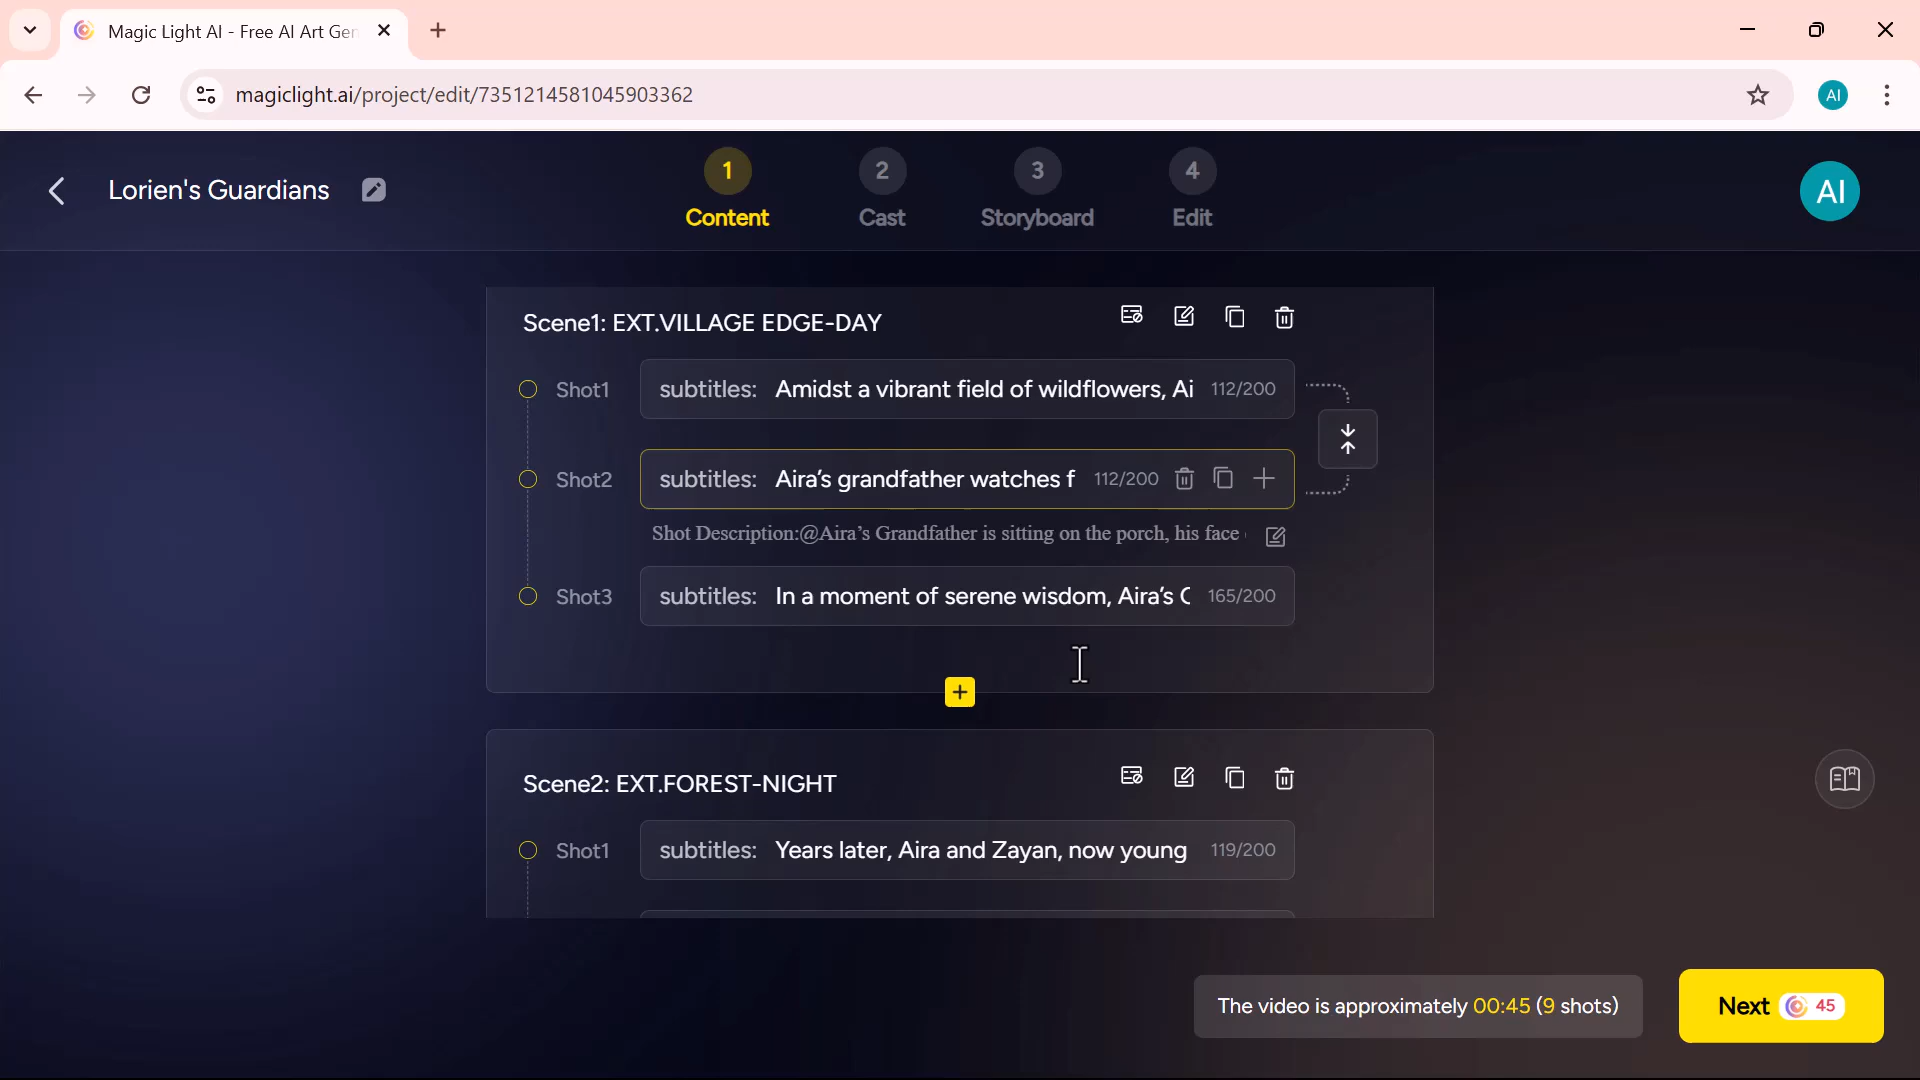 Magic Light AI - Free AI Art Gen
magiclight.ai/project/edit/7351214581045903362
AI
Lorien's Guardians
1
Content
2
Cast
3
Storyboard
4
Edit
AI
Scene1: EXT.VILLAGE EDGE-DAY
Shot1
subtitles: Amidst a vibrant field of wildflowers, Ai
112/200
Shot2
subtitles: Aira's grandfather watches f
112/200
Shot Description:@Aira's Grandfather is sitting on the porch, his face
Shot3
subtitles: In a moment of serene wisdom, Aira's
165/200
Scene2: EXT.FOREST-NIGHT
Shot1
subtitles: Years later, Aira and Zayan, now young
119/200
The video is approximately 00:45 (9 shots)
Next 45